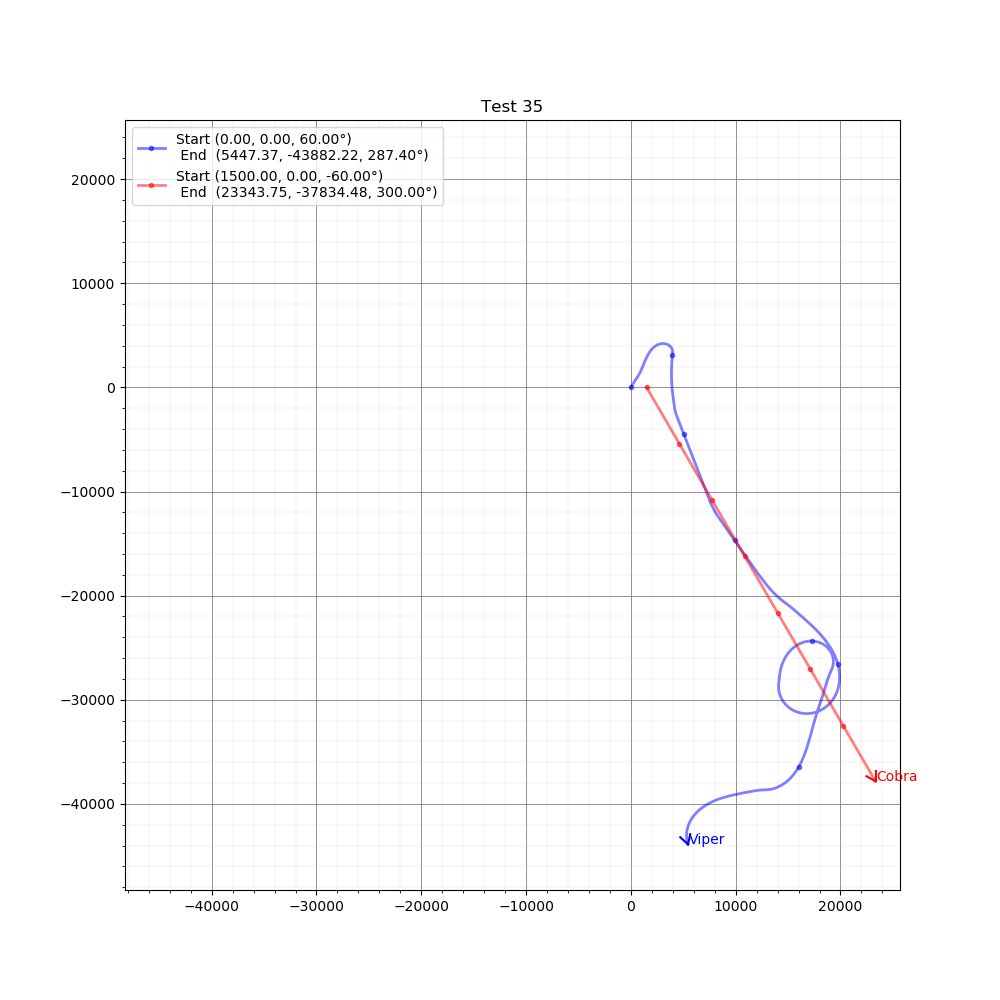 Test 35
Start (0.00, 0.00, 60.00°)
End (5447.37, -43882.22, 287.40°)
Start (1500.00, 0.00, -60.00°)
End (23343.75, -37834.48, 300.00°)
20000
10000
0
−10000
−20000
−30000
−40000
Cobra
Viper
−40000 −30000 −20000 −10000 0 10000 20000